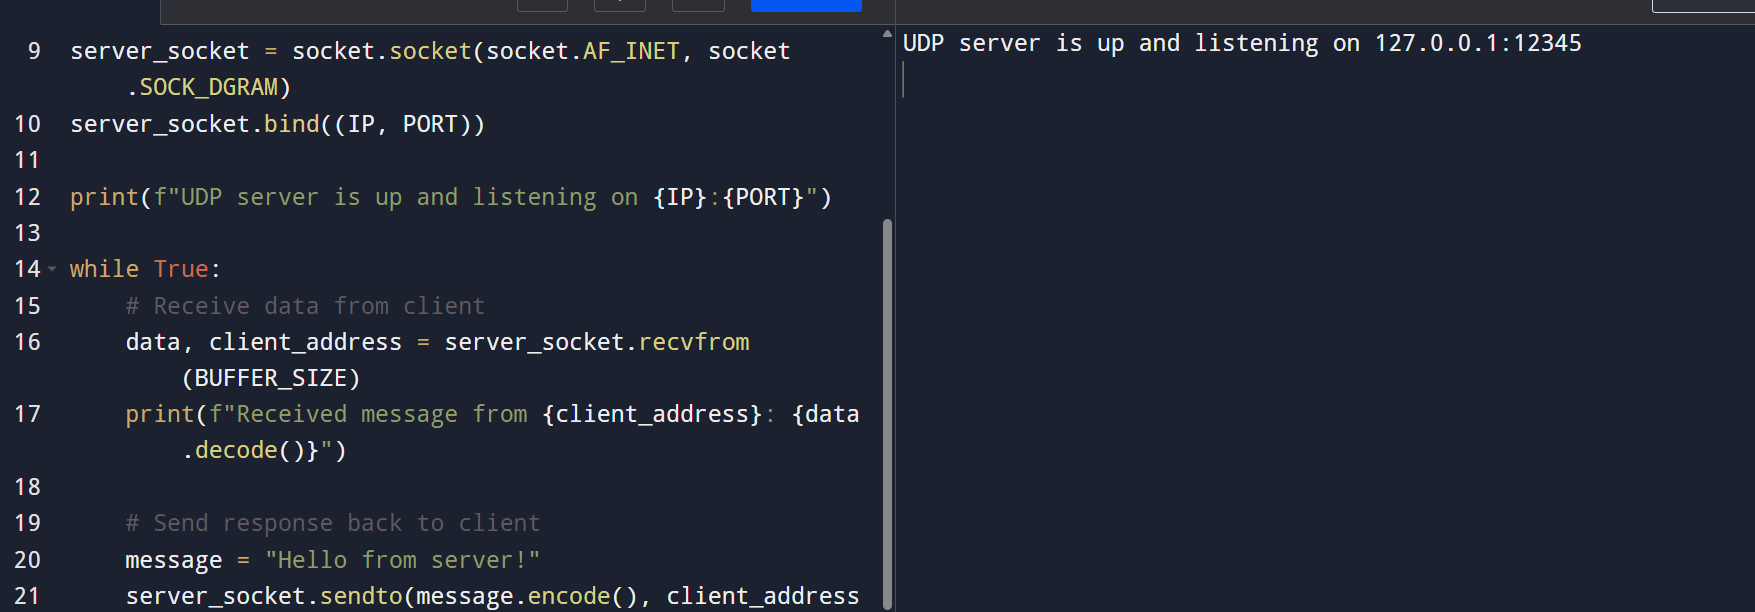 9 server_socket = socket.socket(socket.AF_INET, socket
.SOCK_DGRAM)
10 server_socket.bind((IP, PORT))
11
12 print(f"UDP server is up and listening on {IP}:{PORT}")
13
14 while True:
15 # Receive data from client
16 data, client_address = server_socket.recvfrom
(BUFFER_SIZE)
17 print(f"Received message from {client_address}: {data
.decode()}")
18
19 # Send response back to client
20 message = "Hello from server!"
21 server_socket.sendto(message.encode(), client_address
UDP server is up and listening on 127.0.0.1:12345